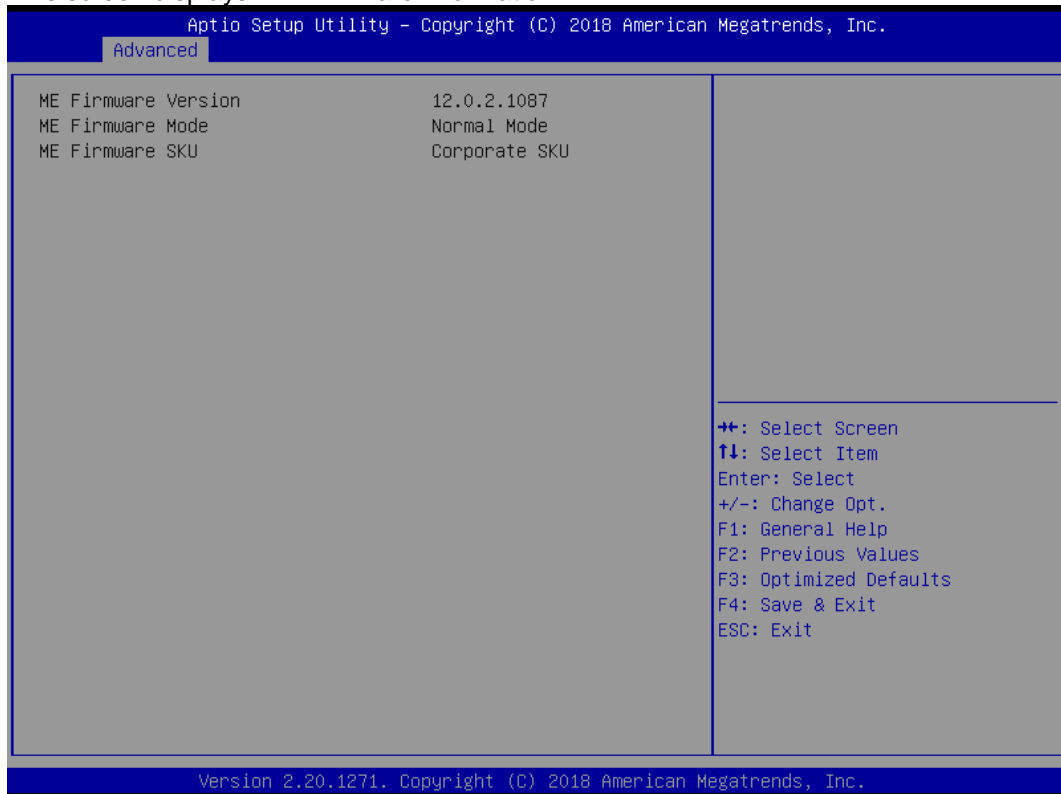 Aptio Setup Utility – Copyright (C) 2018 American Megatrends, Inc.
Advanced
ME Firmware Version 12.0.2.1087
ME Firmware Mode Normal Mode
ME Firmware SKU Corporate SKU
→←: Select Screen
↑↓: Select Item
Enter: Select
+/-: Change Opt.
F1: General Help
F2: Previous Values
F3: Optimized Defaults
F4: Save & Exit
ESC: Exit
Version 2.20.1271. Copyright (C) 2018 American Megatrends, Inc.